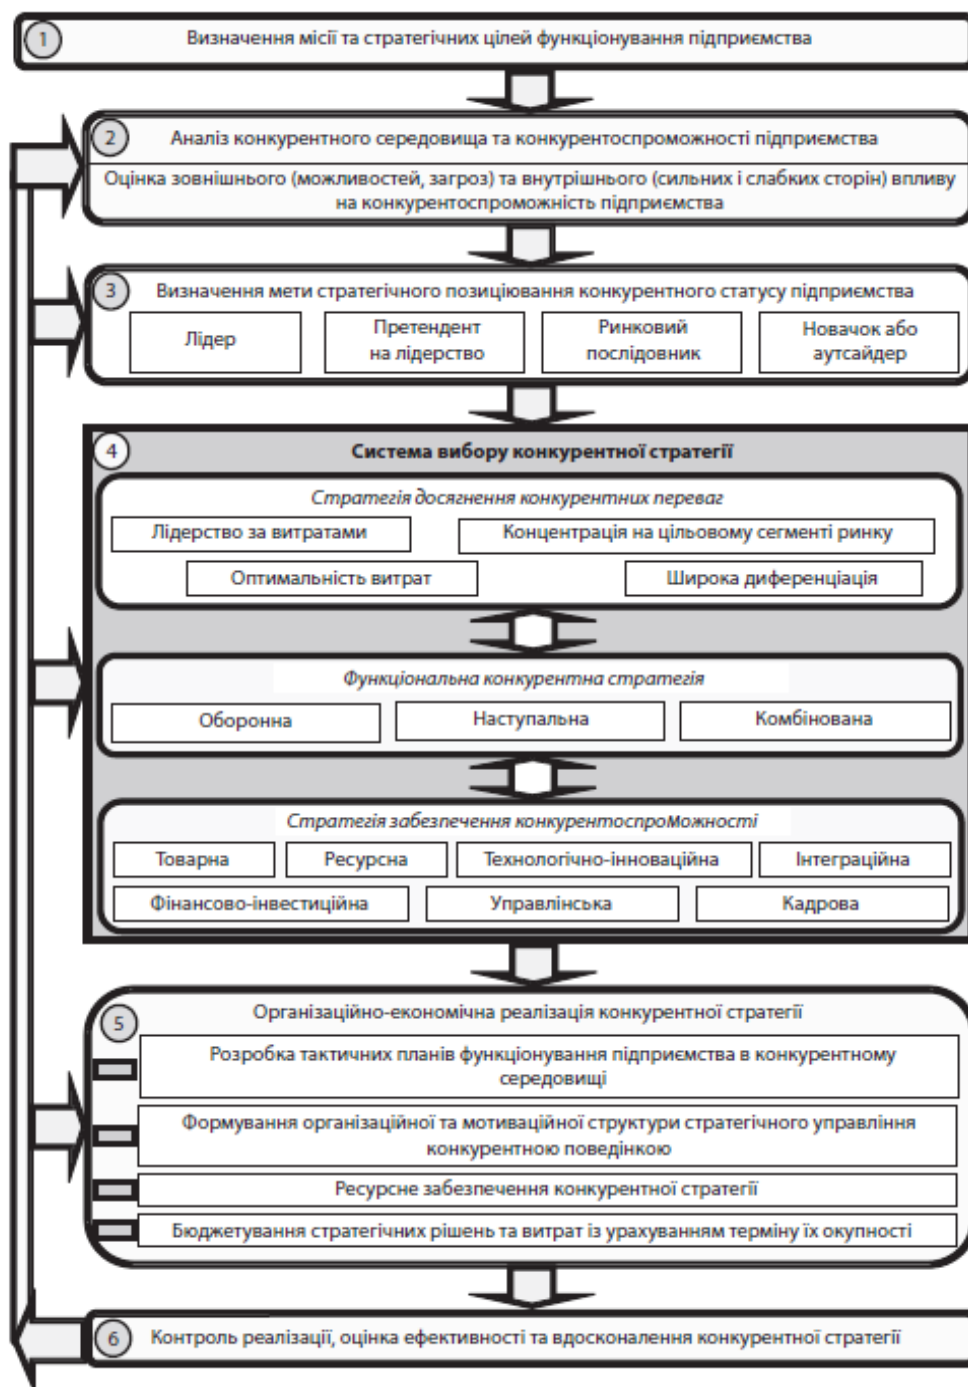 1
Визначення місії та стратегічних цілей функціонування підприємства
2
Аналіз конкурентного середовища та конкурентоспроможності підприємства
Оцінка зовнішнього (можливостей, загроз) та внутрішнього (сильних і слабких сторін) впливу
на конкурентоспроможність підприємства
3
Визначення мети стратегічного позиціювання конкурентного статусу підприємства
Лідер
Претендент
на лідерство
Ринковий
послідовник
Новачок або
аутсайдер
4
Система вибору конкурентної стратегії
Стратегія досягнення конкурентних переваг
Лідерство за витратами
Концентрація на цільовому сегменті ринку
Оптимальність витрат
Широка диференціація
Функціональна конкурентна стратегія
Оборонна
Наступальна
Комбінована
Стратегія забезпечення конкурентоспроМожності
Товарна
Ресурсна
Технологічно-інноваційна
Інтеграційна
Фінансово-інвестиційна
Управлінська
Кадрова
5
Організаційно-економічна реалізація конкурентної стратегії
Розробка тактичних планів функціонування підприємства в конкурентному
середовищі
Формування організаційної та мотиваційної структури стратегічного управління
конкурентною поведінкою
Ресурсне забезпечення конкурентної стратегії
Бюджетування стратегічних рішень та витрат із урахуванням терміну їх окупності
6
Контроль реалізації, оцінка ефективності та вдосконалення конкурентної стратегії